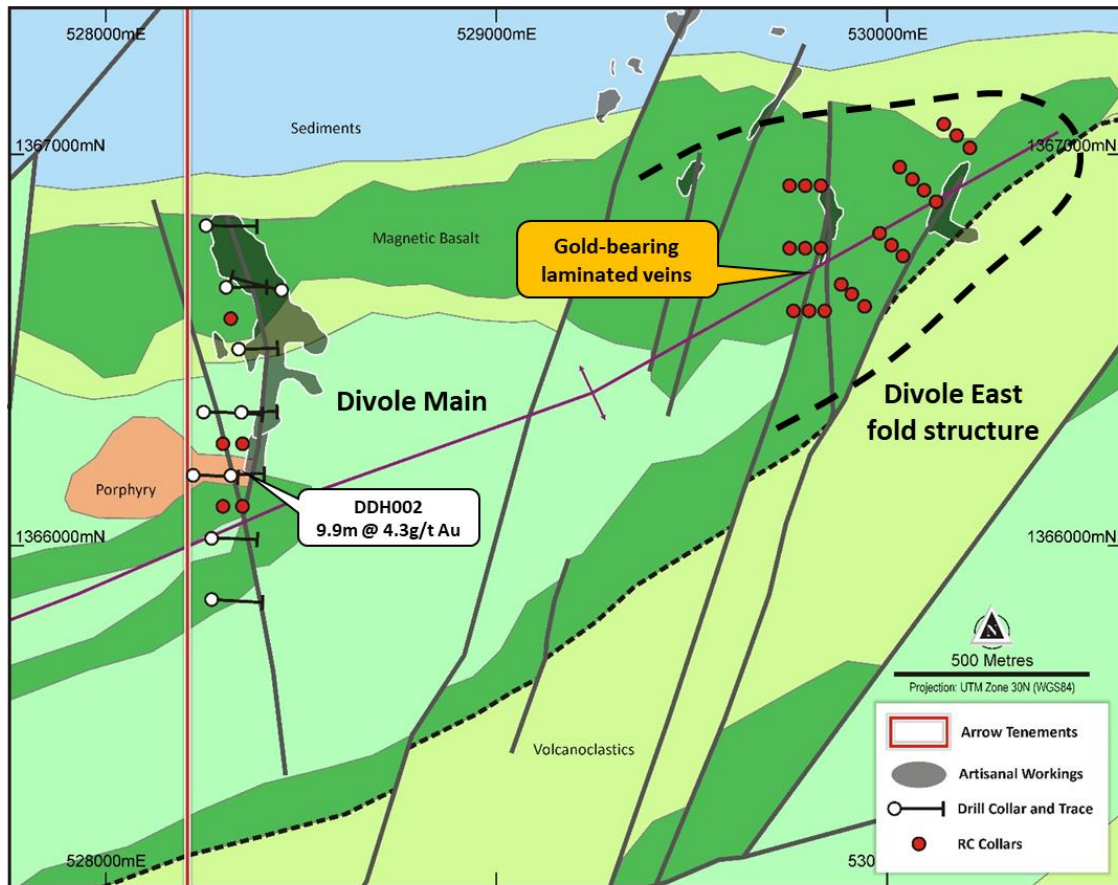 528000mE
529000mE
530000mE
Sediments
1367000mN
1367000mN
Magnetic Basalt
Gold-bearing
laminated veins
Divole Main
Divole East
fold structure
Porphyry
DDH002
9.9m @ 4.3g/t Au
1366000mN
1366000mN
N
500 Metres
Projection: UTM Zone 30N (WGS84)
Volcanoclastics
Arrow Tenements
Artisanal Workings
Drill Collar and Trace
RC Collars
528000mE
530